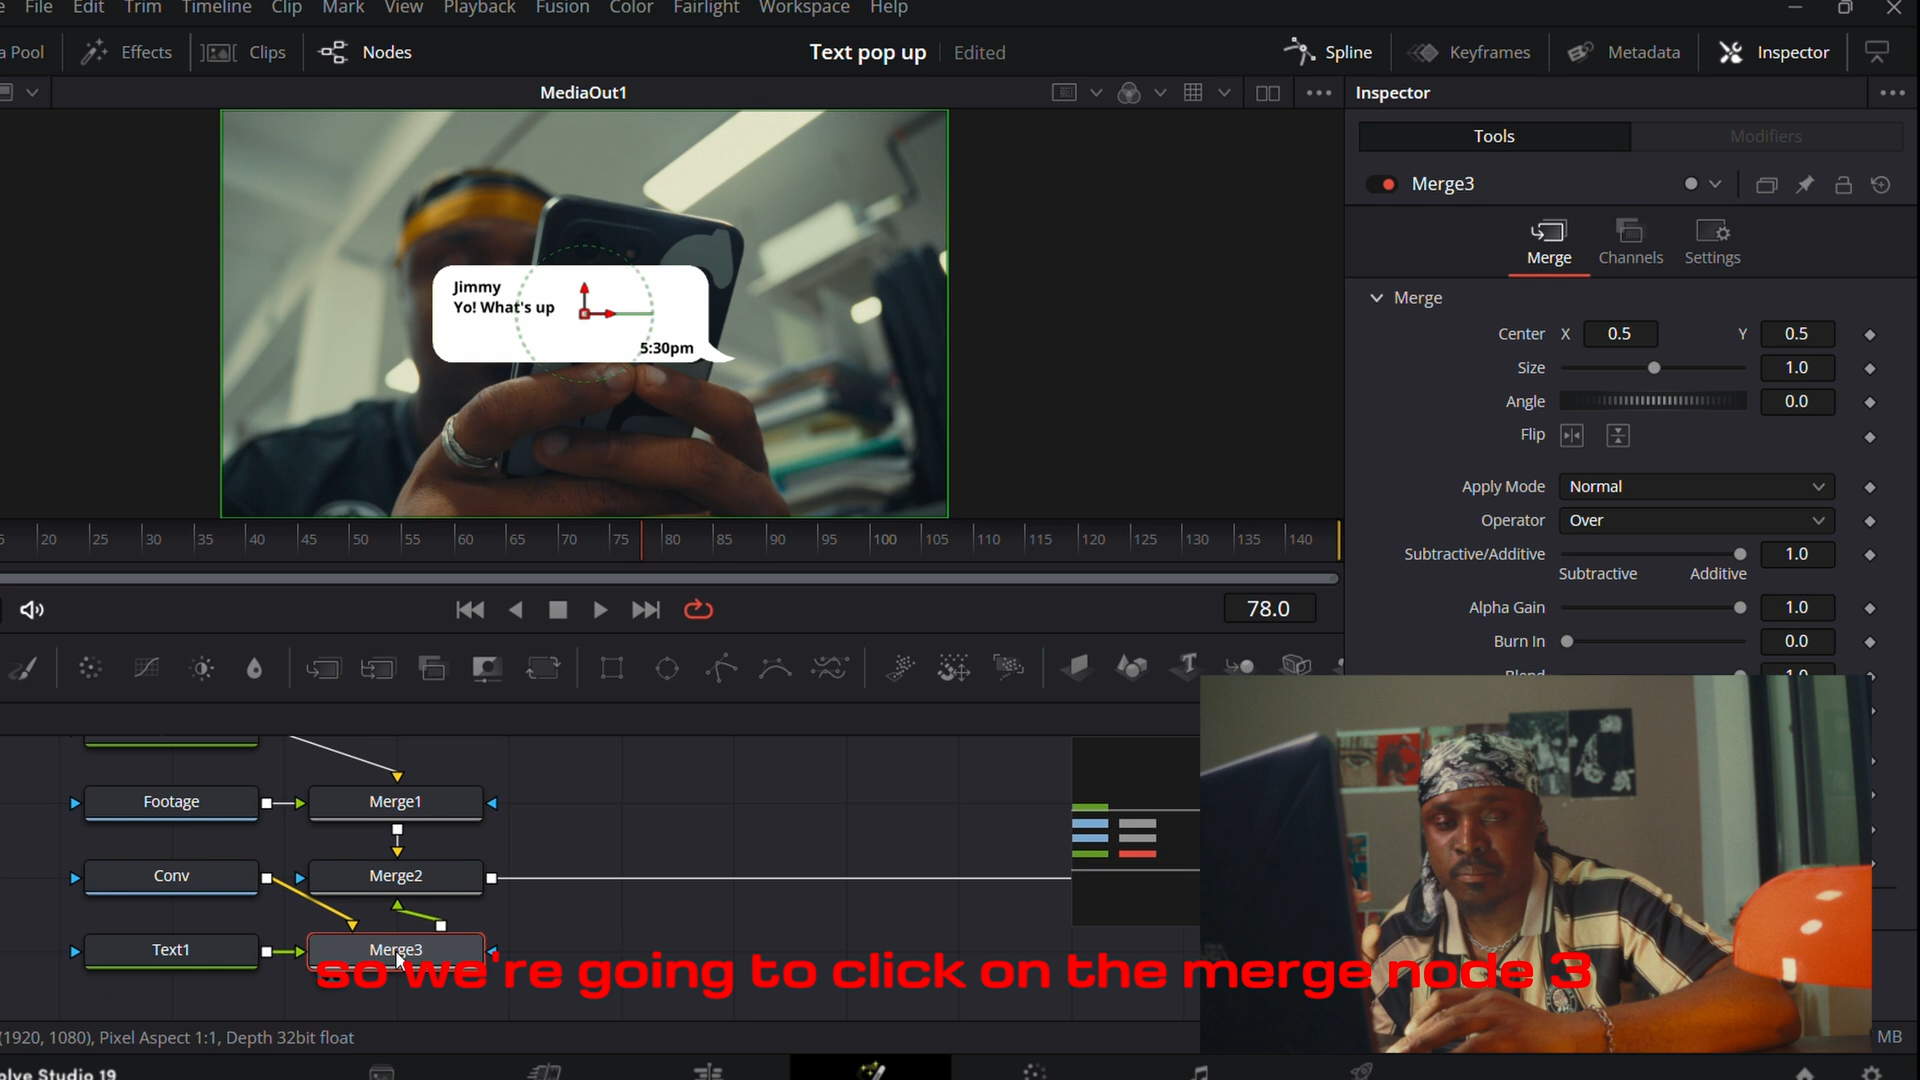 File Edit Trim Timeline Clip Mark View Playback Fusion Color Fairlight Workspace Help
a Pool Effects Clips Nodes Text pop up Edited Spline Keyframes Metadata Inspector
MediaOut1
Inspector
Tools Modifiers
Merge3
Merge Channels Settings
Merge
Center X 0.5 Y 0.5
Size 1.0
Angle 0.0
Flip
Apply Mode Normal
Operator Over
Subtractive/Additive 1.0
Subtractive Additive
Alpha Gain 1.0
Burn In 0.0
Blend 1.0
Jimmy
Yo! What's up
5:30pm
20 25 30 35 40 45 50 55 60 65 70 75 80 85 90 95 100 105 110 115 120 125 130 135 140
78.0
Footage Merge1
Conv Merge2
Text1 Merge3
so we're going to click on the merge node 3
(1920, 1080), Pixel Aspect 1:1, Depth 32bit float
MB
olve Studio 19